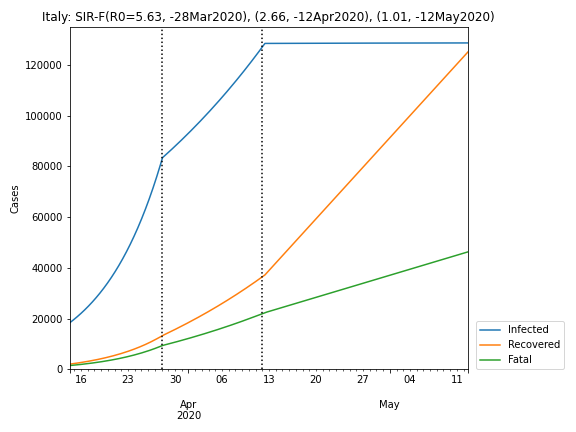 Italy: SIR-F(R0=5.63, -28Mar2020), (2.66, -12Apr2020), (1.01, -12May2020)
120000
100000
80000
60000
40000
20000
0
Cases
16 23 30 06 13 20 27 04 11
Apr May
2020
Infected
Recovered
Fatal